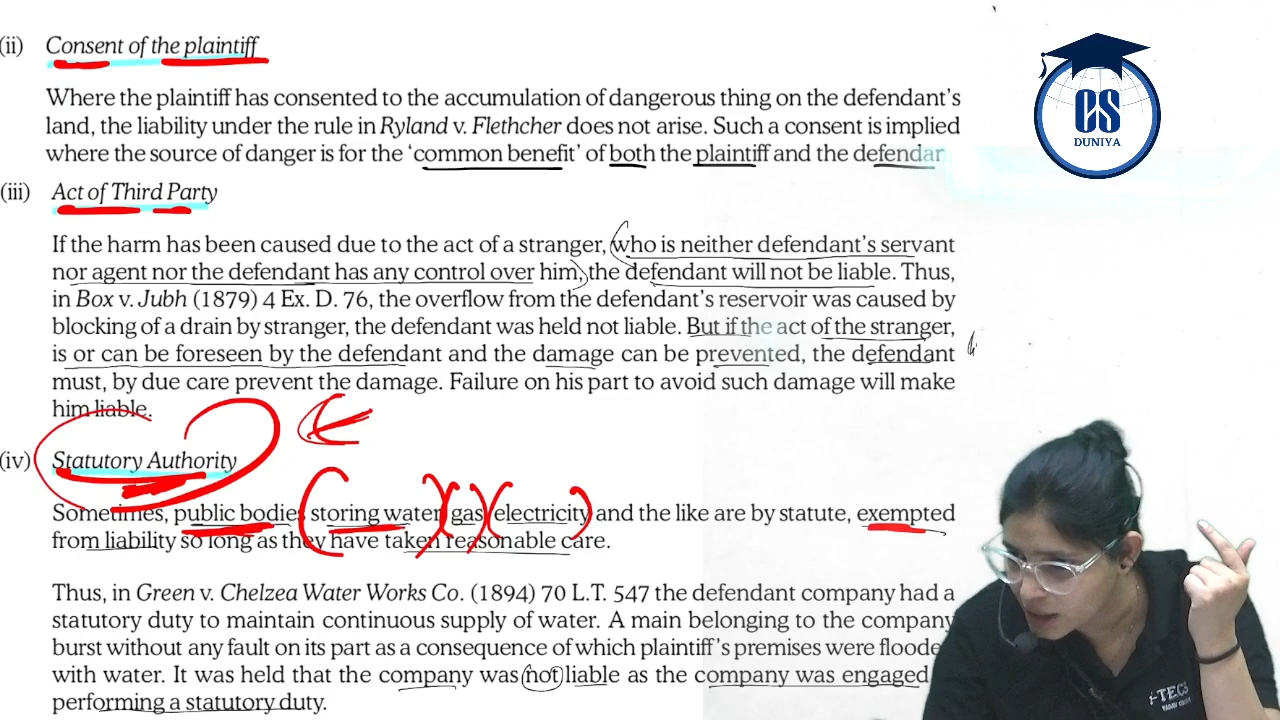 (ii) Consent of the plaintiff
Where the plaintiff has consented to the accumulation of dangerous thing on the defendant's
land, the liability under the rule in Ryland v. Flethcher does not arise. Such a consent is implied
where the source of danger is for the 'common benefit' of both the plaintiff and the defendar
(iii) Act of Third Party
If the harm has been caused due to the act of a stranger, who is neither defendant's servant
nor agent nor the defendant has any control over him, the defendant will not be liable. Thus,
in Box v. Jubh (1879) 4 Ex. D. 76, the overflow from the defendant's reservoir was caused by
blocking of a drain by stranger, the defendant was held not liable. But if the act of the stranger,
is or can be foreseen by the defendant and the damage can be prevented, the defendant
must, by due care prevent the damage. Failure on his part to avoid such damage will make
him liable.
(iv) Statutory Authority
Sometimes, public bodies storing water, gas, electricity and the like are by statute, exempted
from liability so long as they have taken reasonable care.
Thus, in Green v. Chelzea Water Works Co. (1894) 70 L.T. 547 the defendant company had a
statutory duty to maintain continuous supply of water. A main belonging to the company
burst without any fault on its part as a consequence of which plaintiff's premises were floode
with water. It was held that the company was not liable as the company was engaged
performing a statutory duty.
CS
DUNIYA
i-TECS